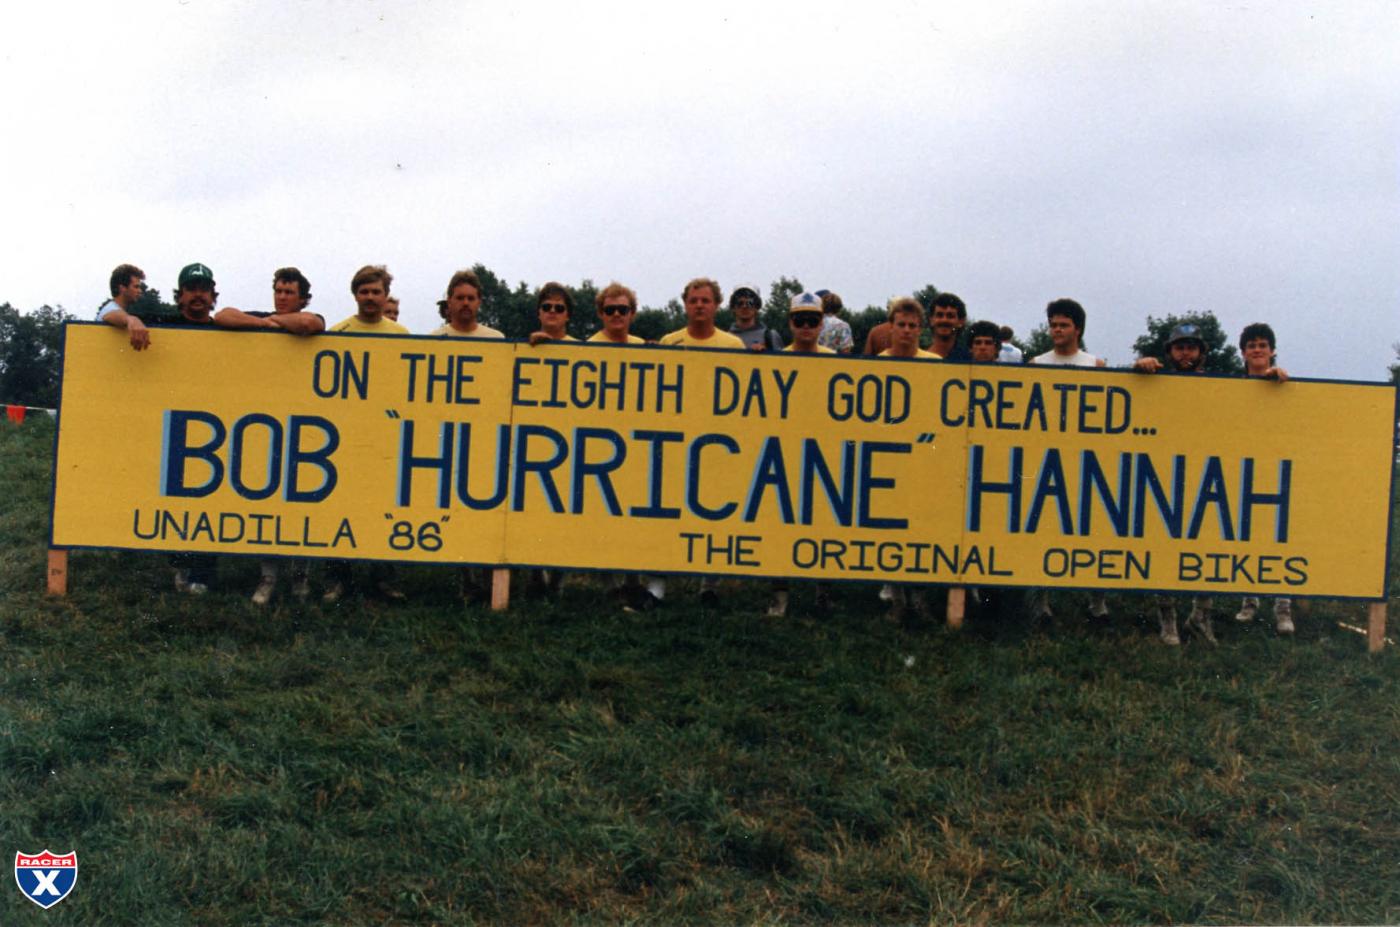 ON THE EIGHTH DAY GOD CREATED...
BOB "HURRICANE" HANNAH
UNADILLA "86" THE ORIGINAL OPEN BIKES
RACER
X